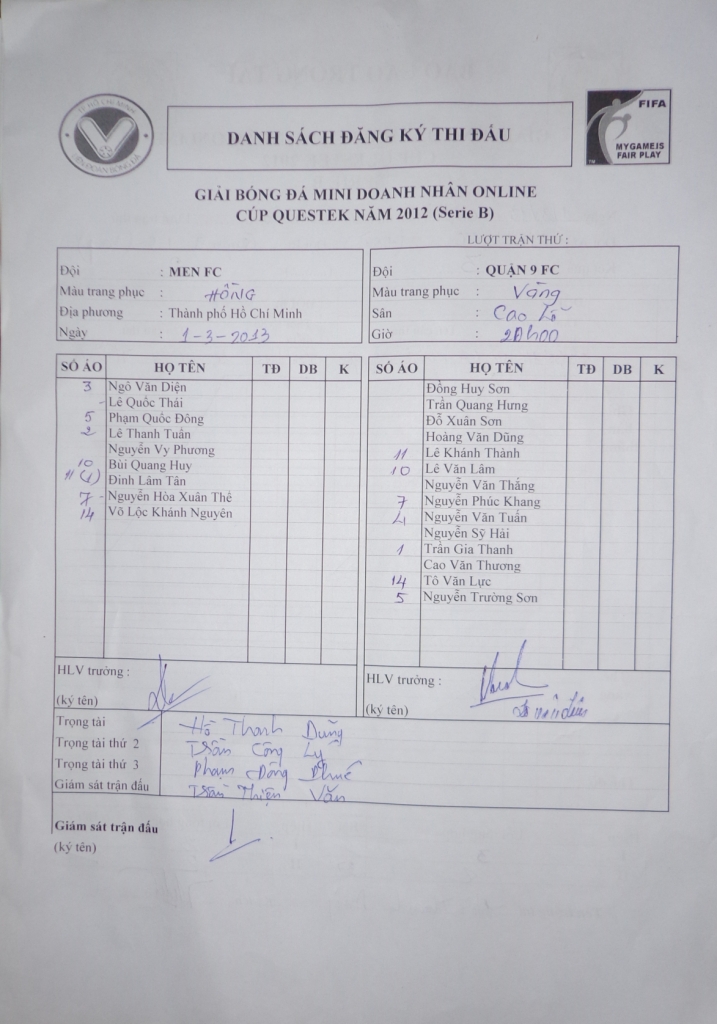 FIFA
MYGAMEIS
FAIR PLAY
DANH SÁCH ĐĂNG KÝ THI ĐẤU
GIẢI BÓNG ĐÁ MINI DOANH NHÂN ONLINE
CÚP QUESTEK NĂM 2012 (Serie B)
LƯỢT TRẬN THỨ :
Đội : MEN FC
Màu trang phục : HỒNG
Địa phương : Thành phố Hồ Chí Minh
Ngày : 1-3-2013
Đội : QUẬN 9 FC
Màu trang phục : Vàng
Sân : Cao Lỗ
Giờ : 20h00
SỐ ÁO HỌ TÊN TĐ DB K
3 Ngô Văn Diện
- Lê Quốc Thái
5 Phạm Quốc Đông
2 Lê Thanh Tuấn
Nguyễn Vy Phương
10 Bùi Quang Huy
11 (1) Đinh Lâm Tân
7 - Nguyễn Hòa Xuân Thế
14 Võ Lộc Khánh Nguyên
SỐ ÁO HỌ TÊN TĐ DB K
Đồng Huy Sơn
Trần Quang Hưng
Đỗ Xuân Sơn
Hoàng Văn Dũng
11 Lê Khánh Thành
10 Lê Văn Lâm
Nguyễn Văn Thắng
7 Nguyễn Phúc Khang
4 Nguyễn Văn Tuấn
Nguyễn Sỹ Hải
1 Trần Gia Thanh
Cao Văn Thương
14 Tô Văn Lực
5 Nguyễn Trường Sơn
HLV trưởng :
(ký tên)
HLV trưởng :
(ký tên)
Trọng tài Hồ Thanh Dũng
Trọng tài thứ 2 Trần Công Lý
Trọng tài thứ 3 Phạm Đông
Giám sát trận đấu Trần Thiện Văn
Giám sát trận đấu
(ký tên)